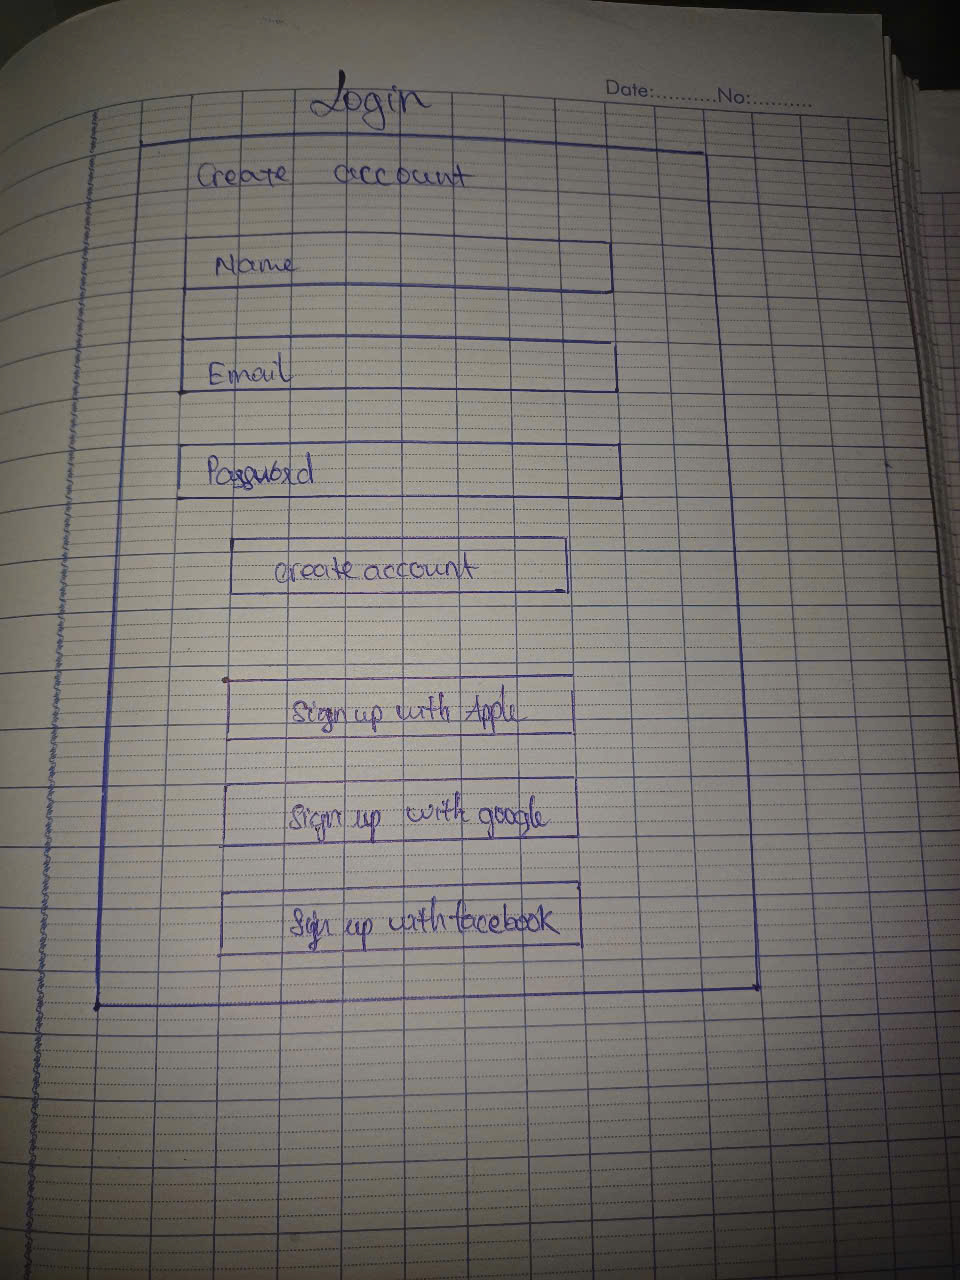 Date:..........No:..........
Login
Create account
Name
Email
Password
create account
Sign up with Apple
Sign up with google
Sign up with facebook